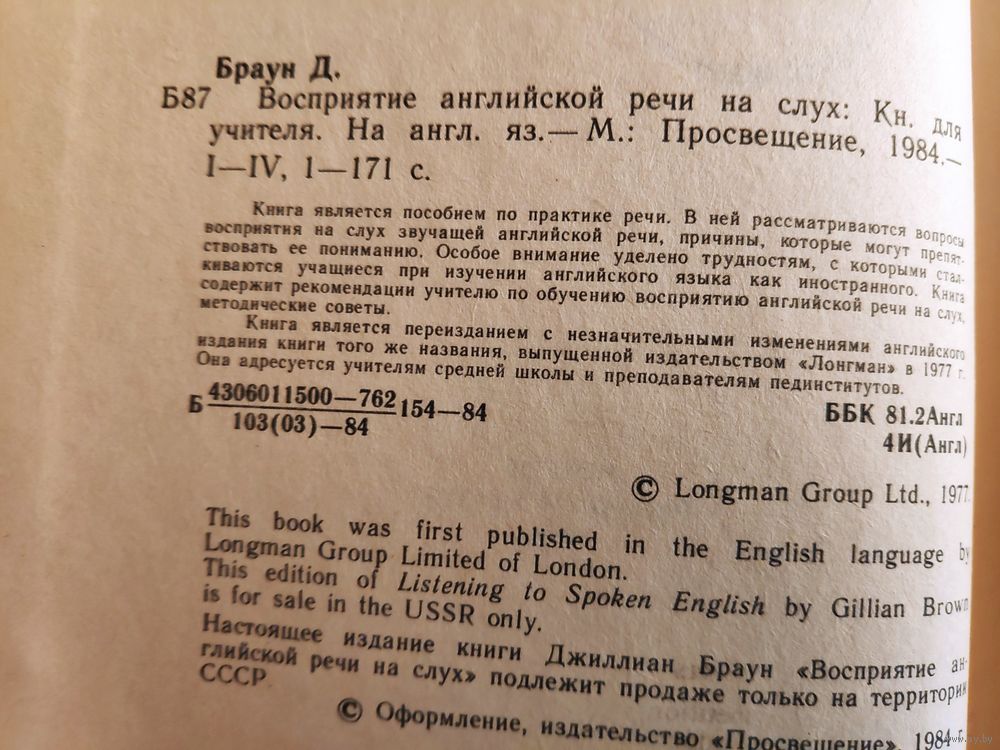 Браун Д.
Б87 Восприятие английской речи на слух: Кн. для
учителя. На англ. яз.— М.: Просвещение, 1984.—
I—IV, 1—171 с.
Книга является пособием по практике речи. В ней рассматриваются вопросы
восприятия на слух звучащей английской речи, причины, которые могут препят-
ствовать ее пониманию. Особое внимание уделено трудностям, с которыми стал-
киваются учащиеся при изучении английского языка как иностранного. Книга
содержит рекомендации учителю по обучению восприятию английской речи на слух,
методические советы.
Книга является переизданием с незначительными изменениями английского
издания книги того же названия, выпущенной издательством «Лонгман» в 1977 г.
Она адресуется учителям средней школы и преподавателям пединститутов.
Б 4306011500—762 154—84
103(03)—84
ББК 81.2Англ
4И(Англ)
© Longman Group Ltd., 1977.
This book was first published in the English language by
Longman Group Limited of London.
This edition of Listening to Spoken English by Gillian Brown
is for sale in the USSR only.
Настоящее издание книги Джиллиан Браун «Восприятие ан-
глийской речи на слух» подлежит продаже только на территории
СССР
© Оформление, издательство «Просвещение», 1984 г.